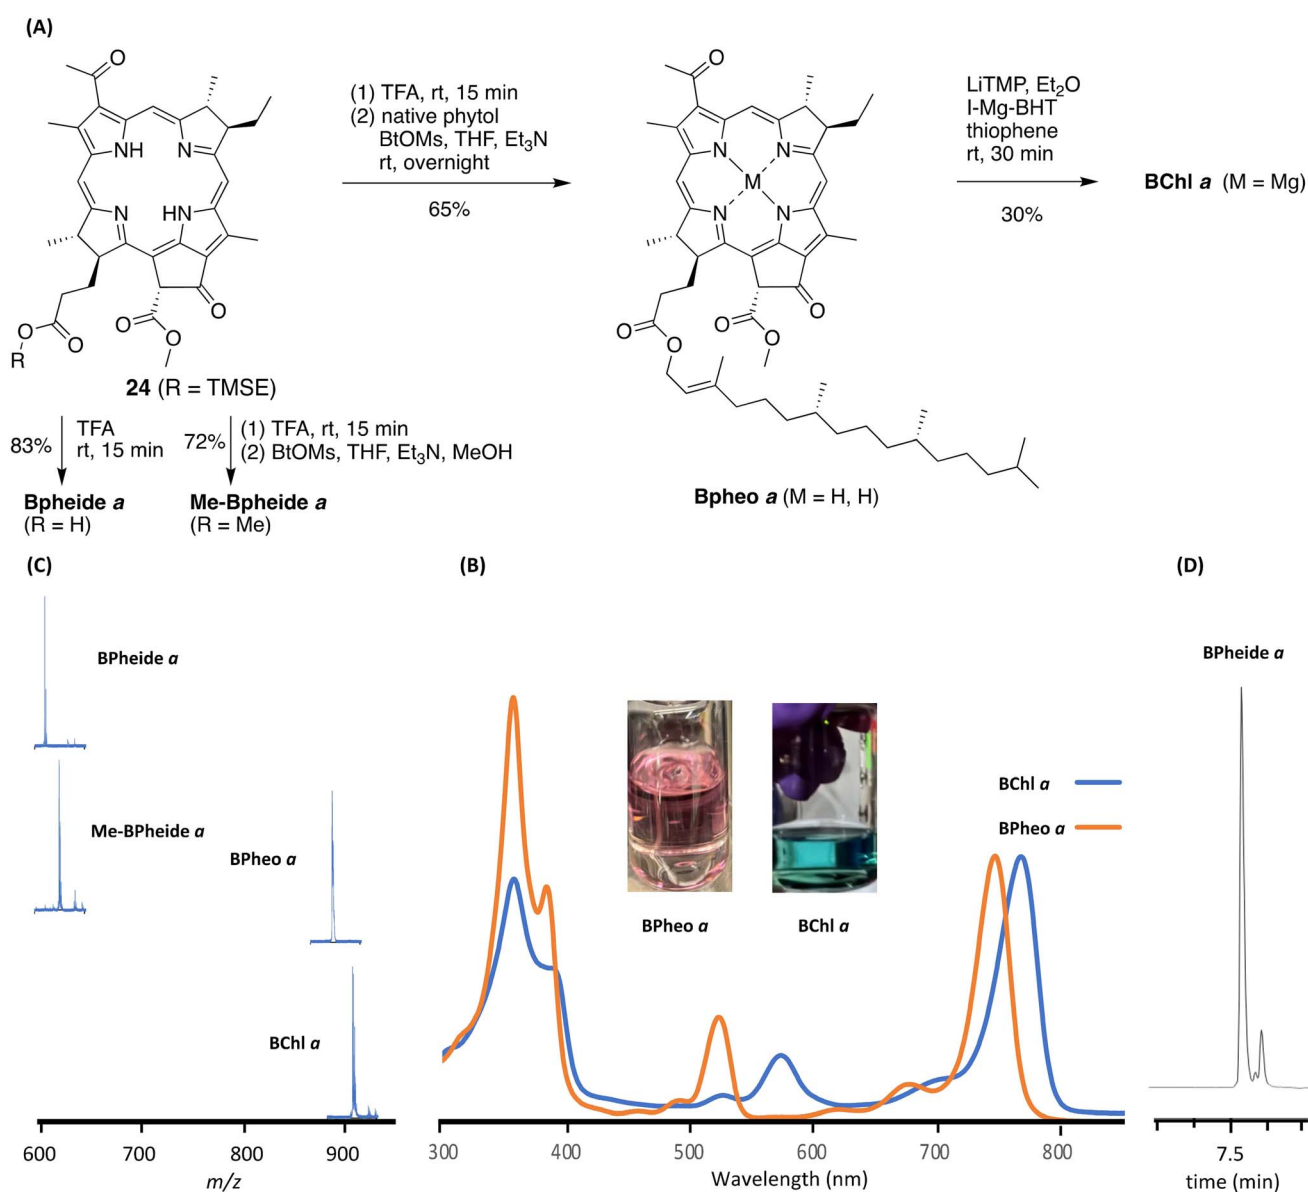 (A)
O
NH
N
N
HN
O
R
O
O
O
O
24 (R = TMSE)
(1) TFA, rt, 15 min
(2) native phytol
BtOMs, THF, Et3N
rt, overnight
65%
O
N
N
M
N
N
O
O
O
O
O
Bpheo a (M = H, H)
LiTMP, Et2O
I-Mg-BHT
thiophene
rt, 30 min
30%
BChl a (M = Mg)
83%
TFA
rt, 15 min
72%
(1) TFA, rt, 15 min
(2) BtOMs, THF, Et3N, MeOH
Bpheide a
(R = H)
Me-Bpheide a
(R = Me)
(C)
BPheide a
Me-BPheide a
BPheo a
BChl a
600 700 800 900
m/z
(B)
BPheo a
BChl a
BChl a
BPheo a
300 400 500 600 700 800
Wavelength (nm)
(D)
BPheide a
7.5
time (min)